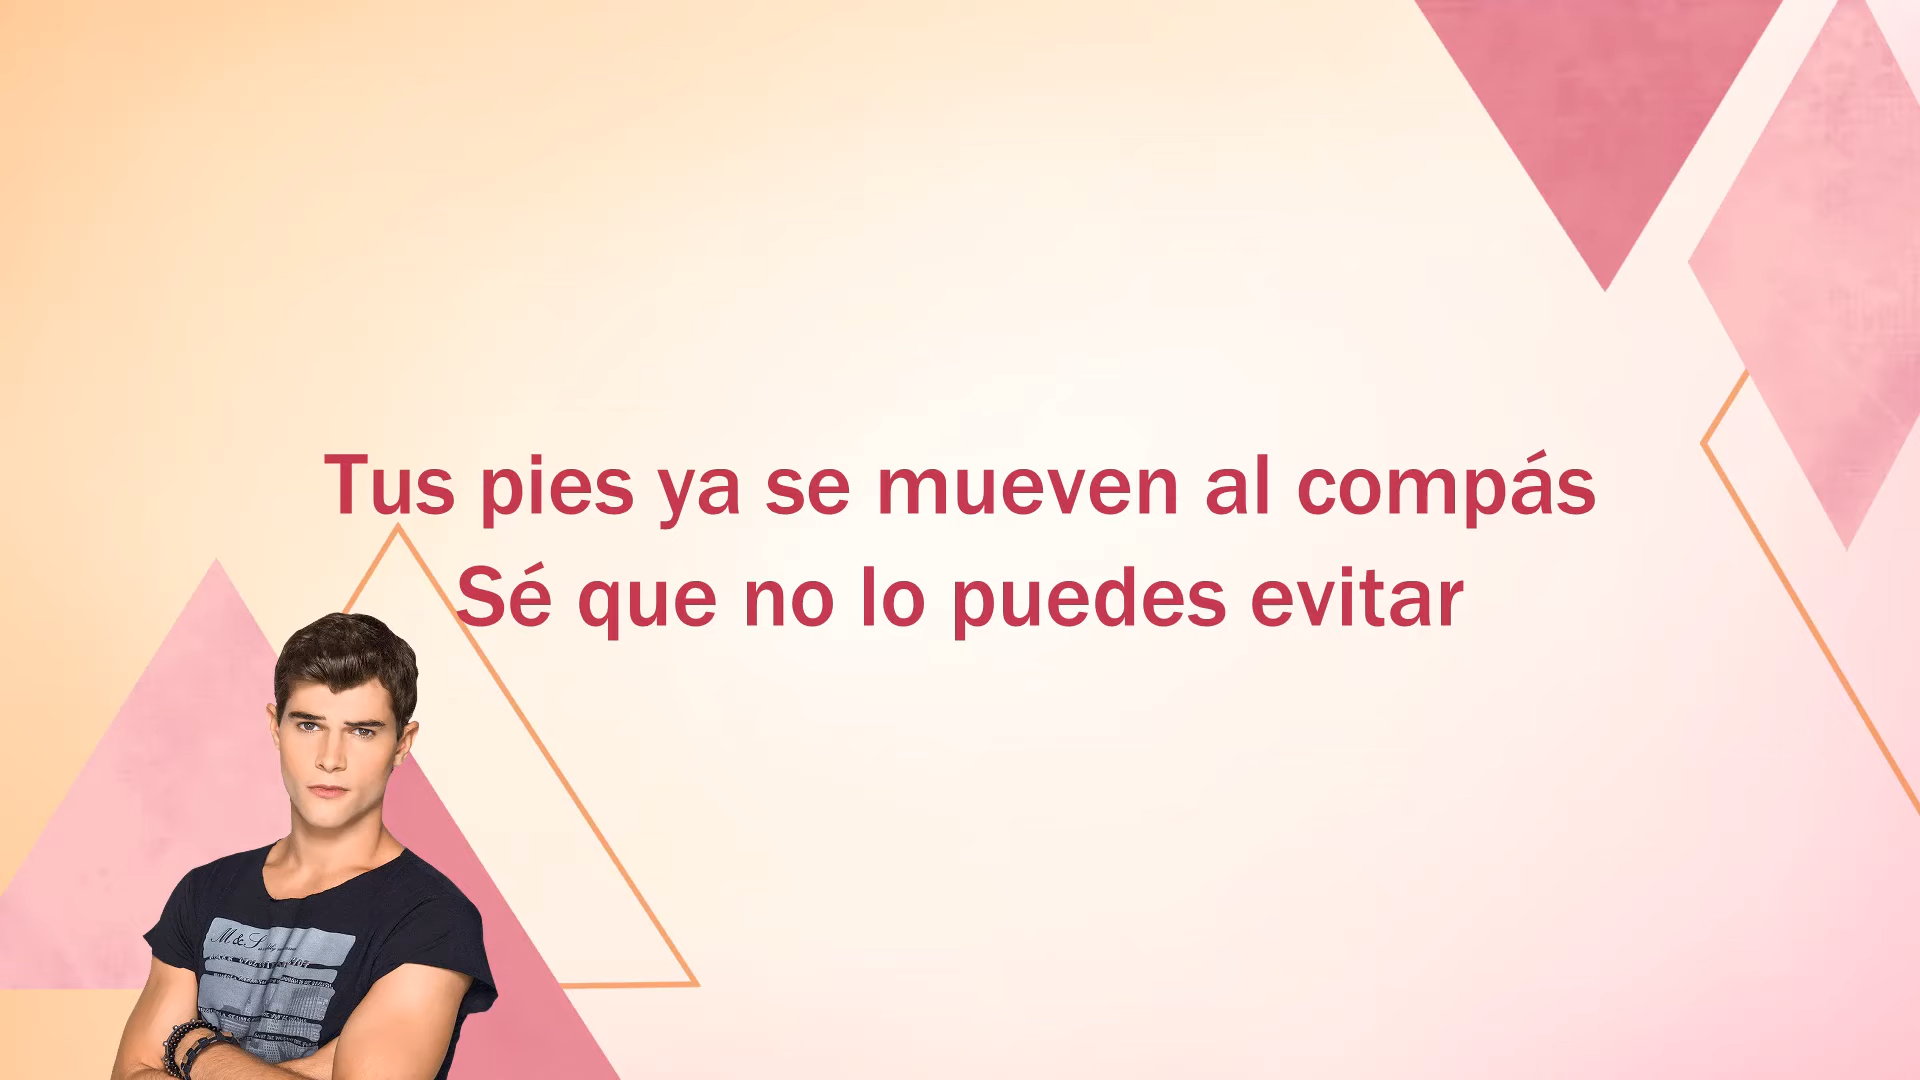 Tus pies ya se mueven al compás
Sé que no lo puedes evitar
M & S